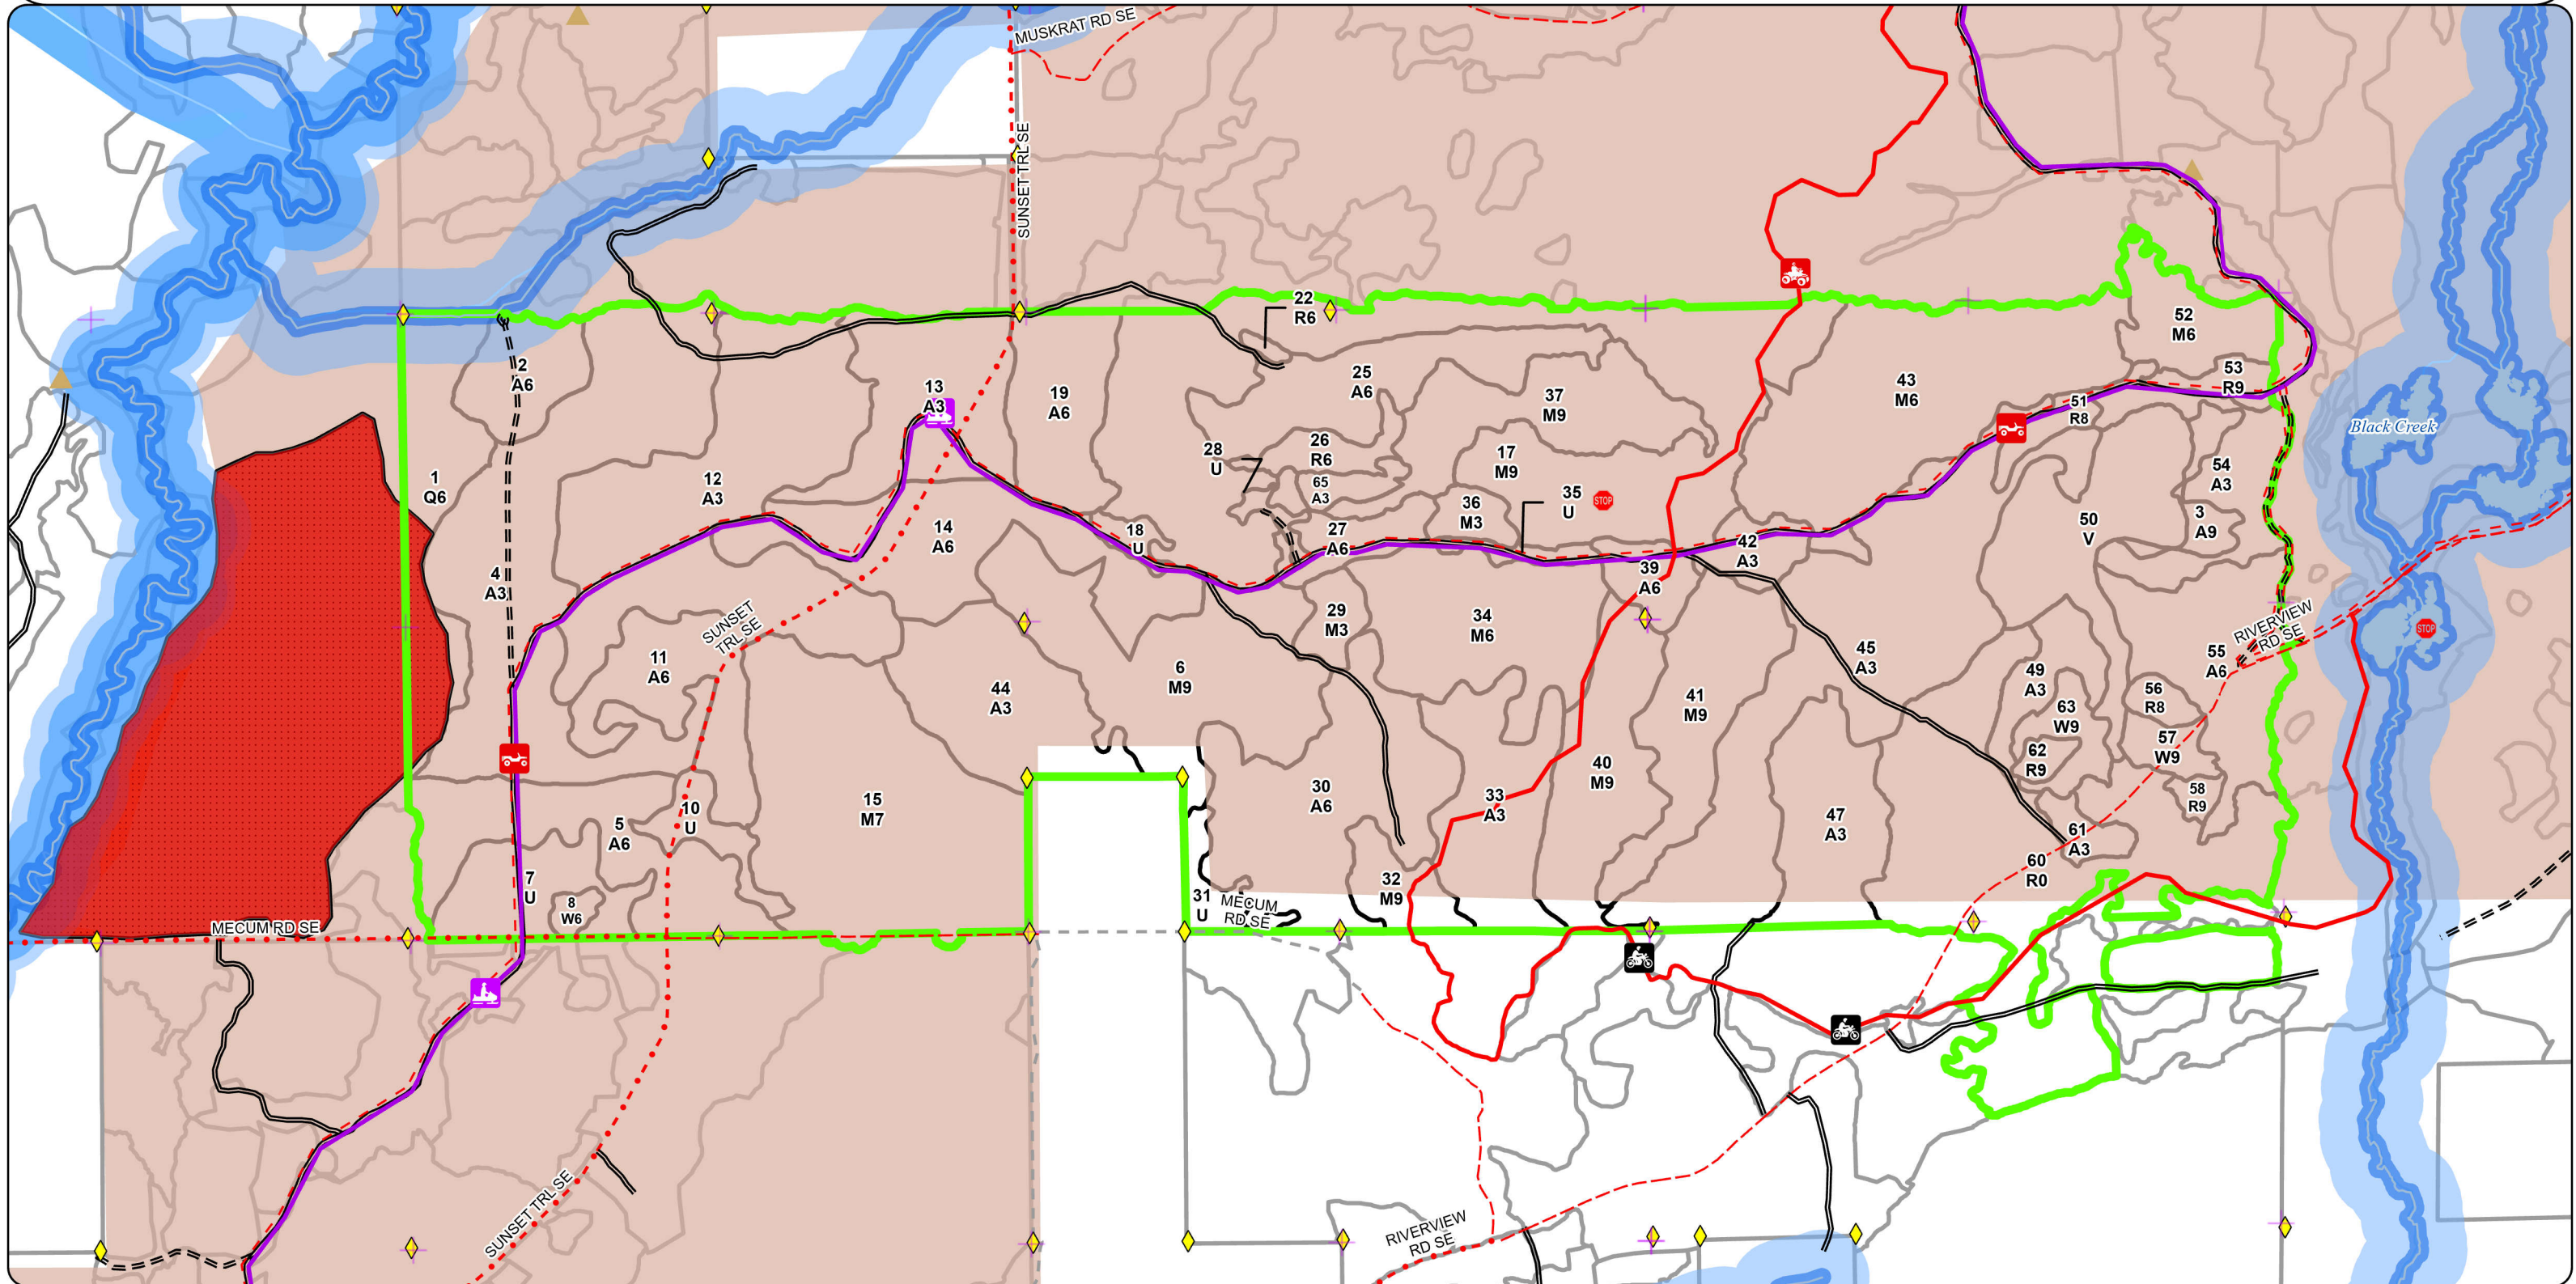 MUSKRAT RD SE
SUNSET TRL SE
22
R6
52
M6
2
A6
13
A3
19
A6
25
A6
37
M9
43
M6
53
R9
51
R8
Black Creek
1
Q6
12
A3
28
U
26
R6
65
A3
17
M9
36
M3
35
U
STOP
54
A3
3
A9
50
V
14
A6
18
U
27
A6
42
A3
39
A6
4
A3
SUNSET
TRL SE
29
M3
34
M6
RIVERVIEW
RD SE
STOP
11
A6
44
A3
6
M9
45
A3
55
A6
49
A3
41
M9
56
R8
63
W9
57
W9
62
R9
58
R9
5
A6
10
U
15
M7
30
A6
33
A3
40
M9
47
A3
61
A3
60
R0
7
U
8
W6
31
U
32
M9
MECUM
RD SE
MECUM RD SE
SUNSET TRL SE
RIVERVIEW
RD SE